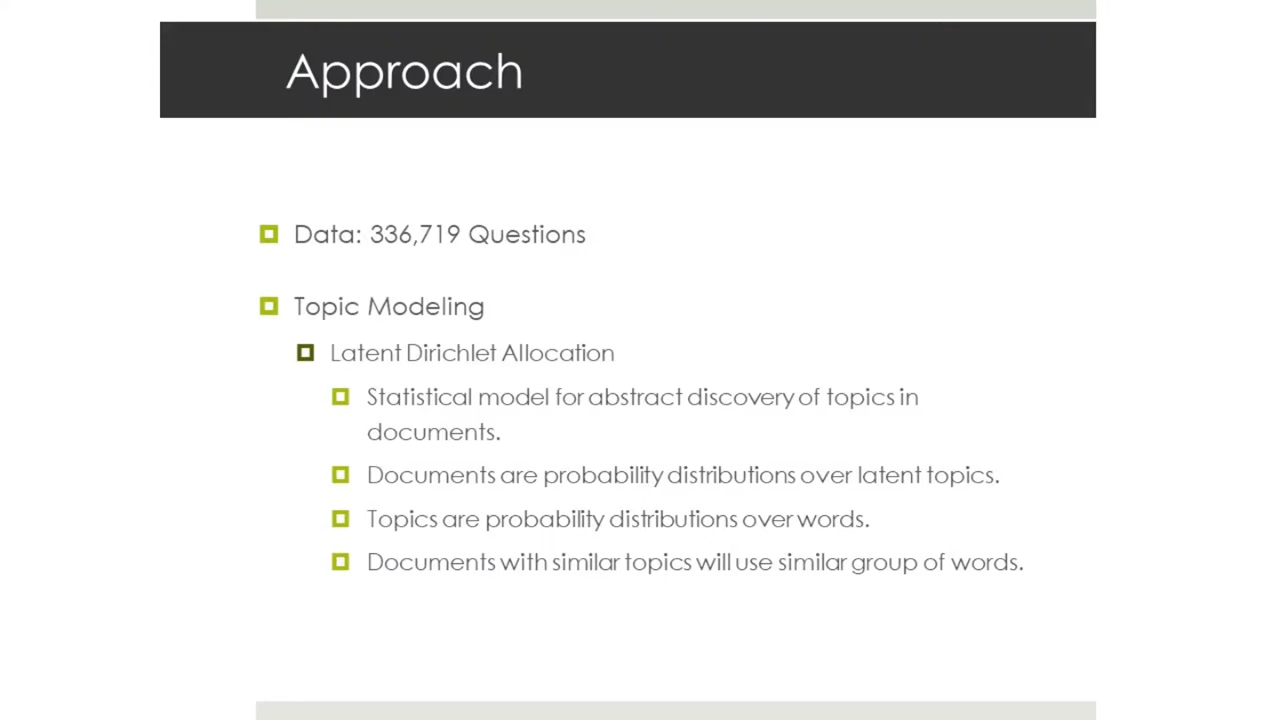 Approach
Data: 336,719 Questions
Topic Modeling
Latent Dirichlet Allocation
Statistical model for abstract discovery of topics in
documents.
Documents are probability distributions over latent topics.
Topics are probability distributions over words.
Documents with similar topics will use similar group of words.